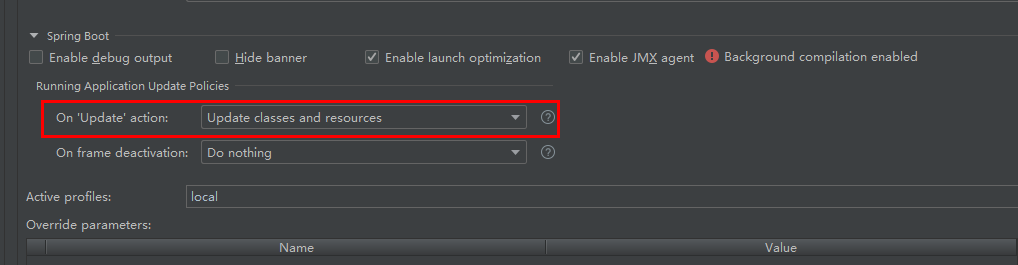 Spring Boot
Enable debug output Hide banner Enable launch optimization Enable JMX agent Background compilation enabled
Running Application Update Policies
On 'Update' action: Update classes and resources ?
On frame deactivation: Do nothing ?
Active profiles: local
Override parameters:
Name Value